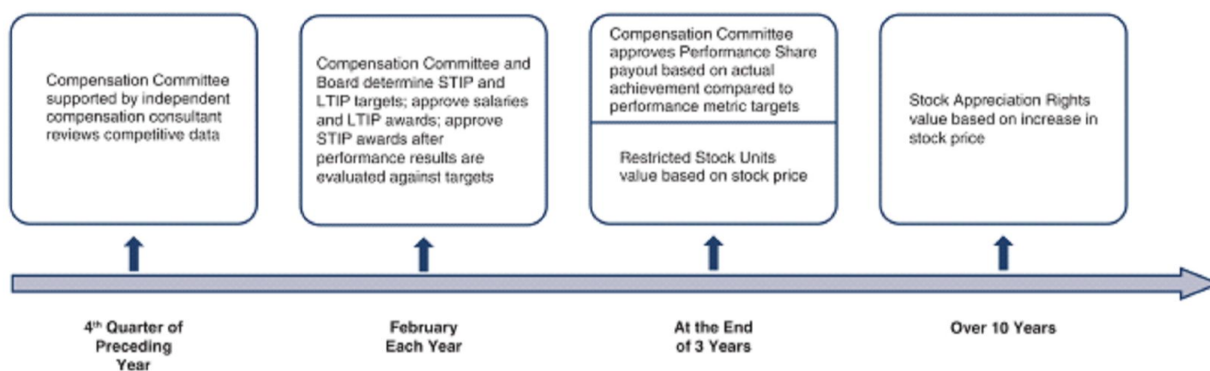 Compensation Committee
supported by independent
compensation consultant
reviews competitive data
Compensation Committee and
Board determine STIP and
LTIP targets; approve salaries
and LTIP awards; approve
STIP awards after
performance results are
evaluated against targets
Compensation Committee
approves Performance Share
payout based on actual
achievement compared to
performance metric targets
Restricted Stock Units
value based on stock price
Stock Appreciation Rights
value based on increase in
stock price
4th Quarter of
Preceding
Year
February
Each Year
At the End
of 3 Years
Over 10 Years